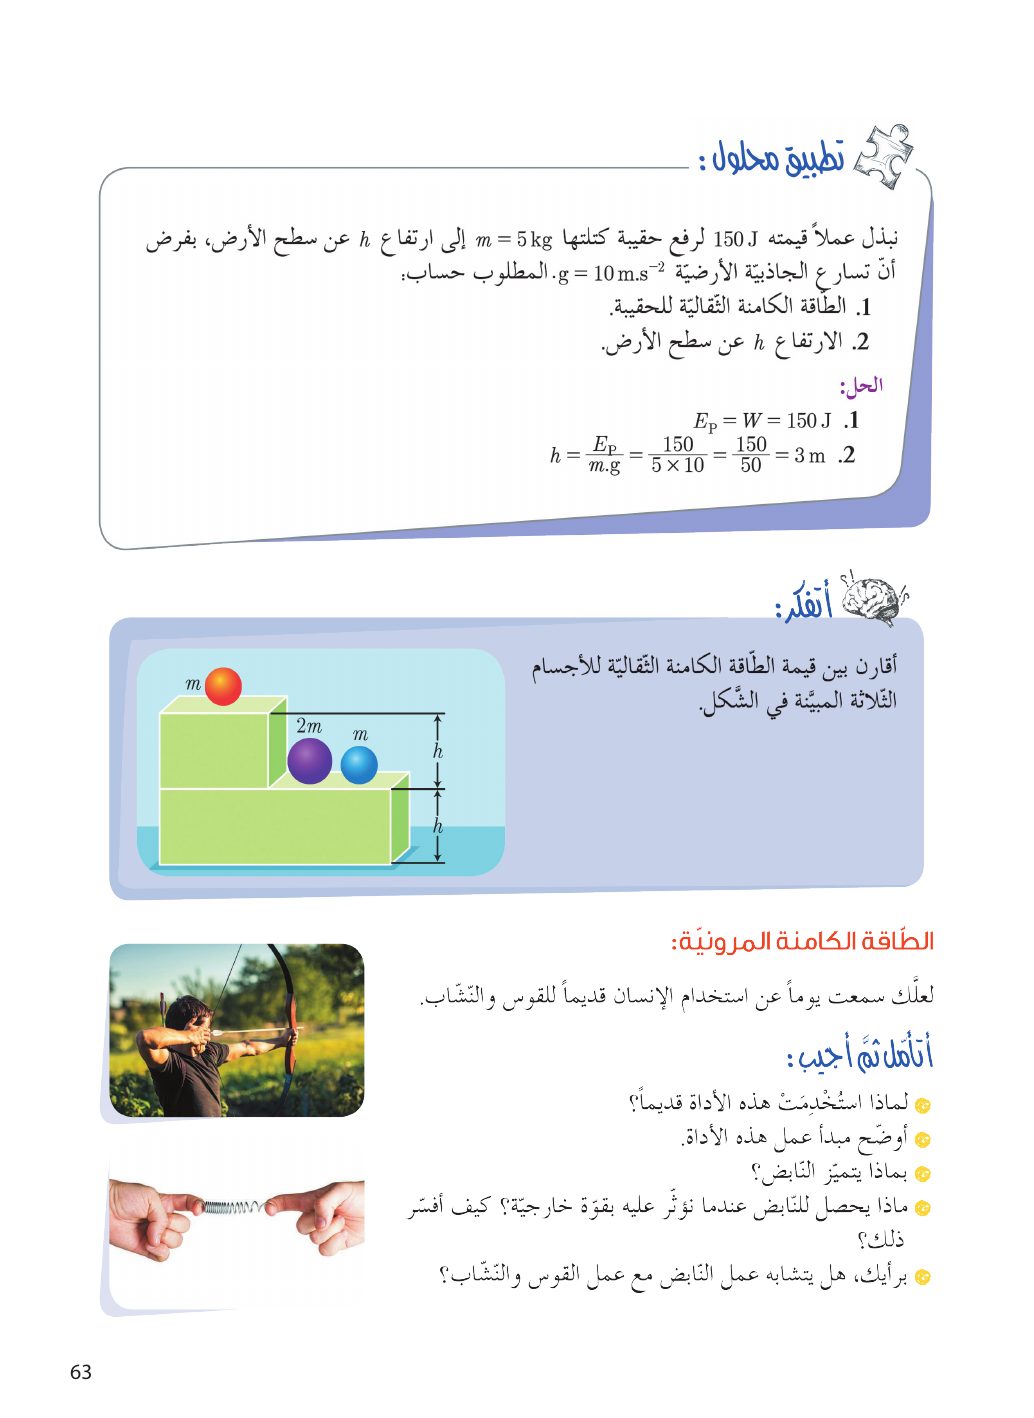 تطبيق محلول:
نبذل عملاً قيمته 150 J لرفع حقيبة كتلتها m = 5 kg إلى ارتفاع h عن سطح الأرض، بفرض
أنّ تسارع الجاذبيّة الأرضيّة g = 10 m.s⁻². المطلوب حساب:
1. الطّاقة الكامنة الثّقاليّة للحقيبة.
2. الارتفاع h عن سطح الأرض.
الحل:
1. E_P = W = 150 J
2. h = E_P / m.g = 150 / 5 × 10 = 150 / 50 = 3 m
أتفكر:
أقارن بين قيمة الطّاقة الكامنة الثّقاليّة للأجسام
الثّلاثة المبيَّنة في الشَّكل.
m
2m
m
h
h
الطّاقة الكامنة المرونيّة:
لعلَّك سمعت يوماً عن استخدام الإنسان قديماً للقوس والنّشّاب.
أتأمّل ثمَّ أجيب:
لماذا استُخْدِمَتْ هذه الأداة قديماً؟
أوضّح مبدأ عمل هذه الأداة.
بماذا يتميّز النّابض؟
ماذا يحصل للنّابض عندما نؤثّر عليه بقوّة خارجيّة؟ كيف أفسّر
ذلك؟
برأيك، هل يتشابه عمل النّابض مع عمل القوس والنّشّاب؟
63